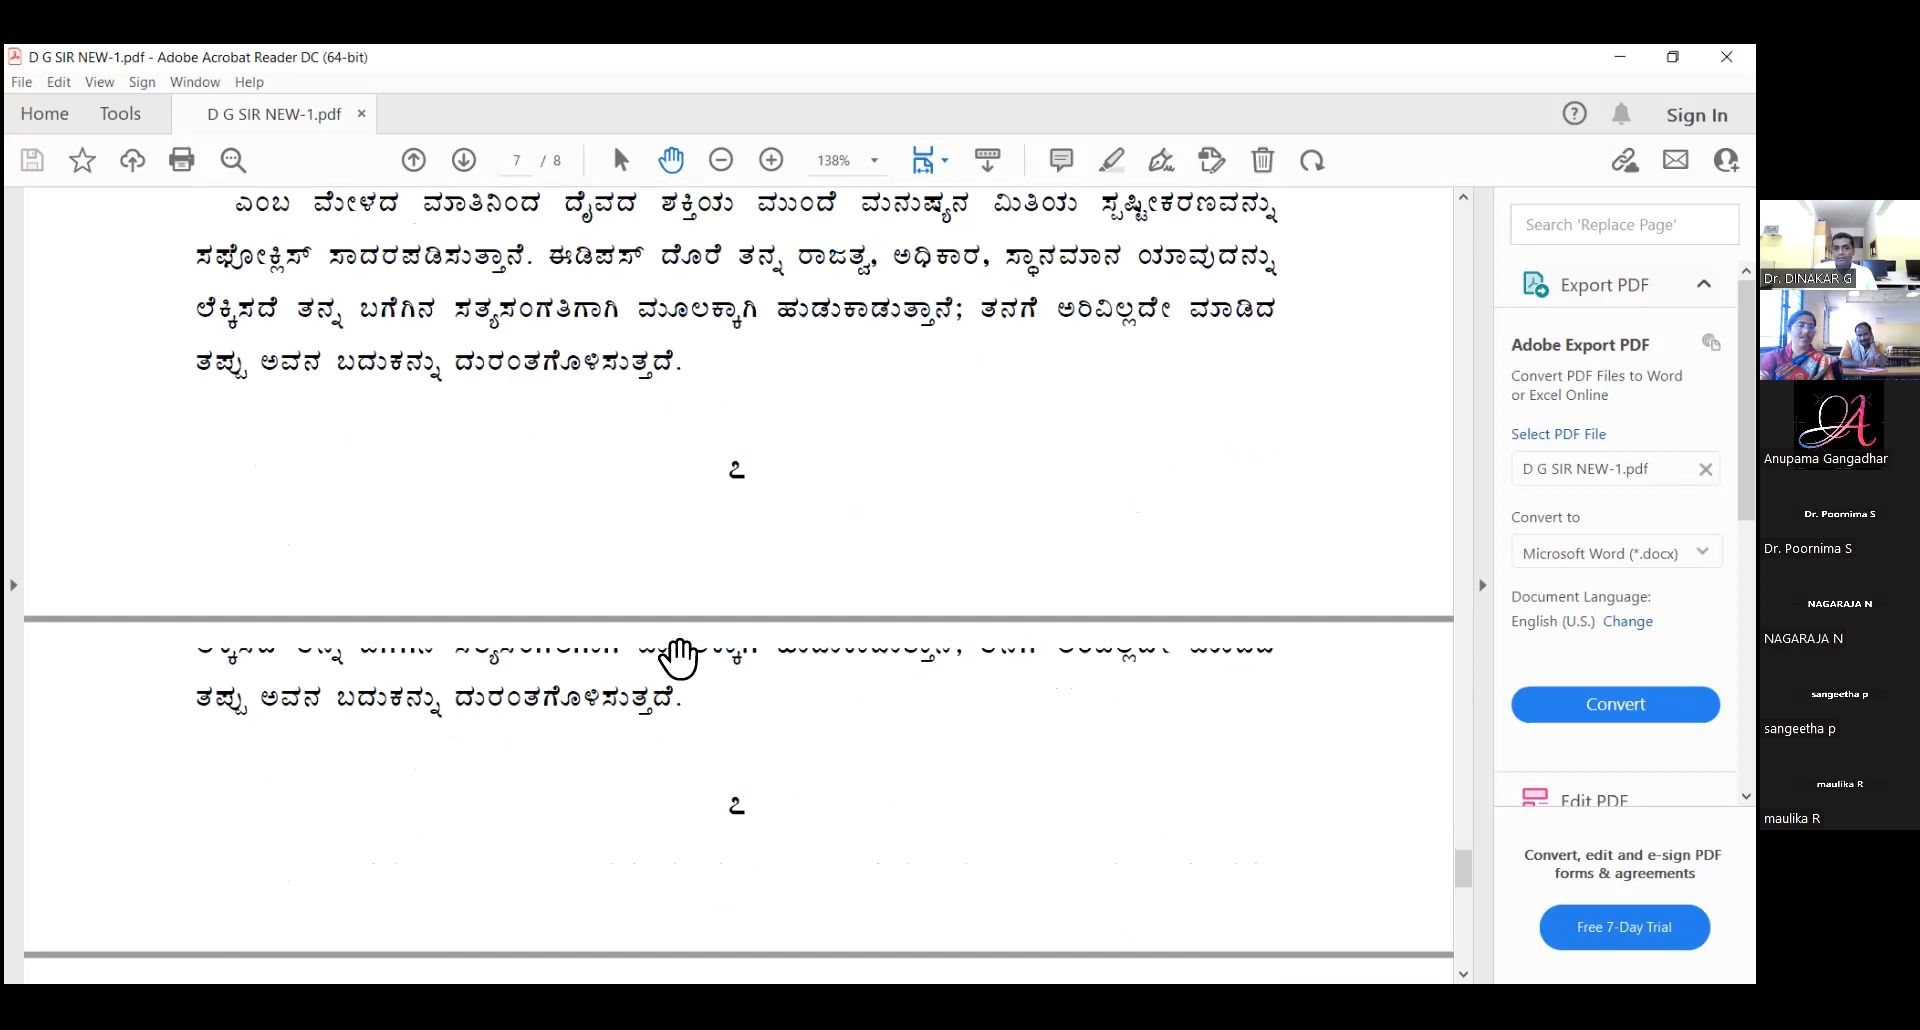 D G SIR NEW-1.pdf - Adobe Acrobat Reader DC (64-bit)
File Edit View Sign Window Help
Home Tools D G SIR NEW-1.pdf × Sign In
7 / 8 138%
ಎಂಬ ಮೇಳದ ಮಾತಿನಿಂದ ದೈವದ ಶಕ್ತಿಯ ಮುಂದೆ ಮನುಷ್ಯನ ಮಿತಿಯ ಸ್ಪಷ್ಟೀಕರಣವನ್ನು
ಸಫೋಕ್ಲಿಸ್ ಸಾದರಪಡಿಸುತ್ತಾನೆ. ಈಡಿಪಸ್ ದೊರೆ ತನ್ನ ರಾಜತ್ವ, ಅಧಿಕಾರ, ಸ್ಥಾನಮಾನ ಯಾವುದನ್ನು
ಲೆಕ್ಕಿಸದೆ ತನ್ನ ಬಗೆಗಿನ ಸತ್ಯಸಂಗತಿಗಾಗಿ ಮೂಲಕ್ಕಾಗಿ ಹುಡುಕಾಡುತ್ತಾನೆ; ತನಗೆ ಅರಿವಿಲ್ಲದೇ ಮಾಡಿದ
ತಪ್ಪು ಅವನ ಬದುಕನ್ನು ದುರಂತಗೊಳಿಸುತ್ತದೆ.
೭
ತಪ್ಪು ಅವನ ಬದುಕನ್ನು ದುರಂತಗೊಳಿಸುತ್ತದೆ.
೭
Search 'Replace Page'
Export PDF
Adobe Export PDF
Convert PDF Files to Word
or Excel Online
Select PDF File
D G SIR NEW-1.pdf
Convert to
Microsoft Word (*.docx)
Document Language:
English (U.S.) Change
Convert
Edit PDF
Convert, edit and e-sign PDF
forms & agreements
Free 7-Day Trial
Dr. DINAKAR G
Anupama Gangadhar
Dr. Poornima S
Dr. Poornima S
NAGARAJA N
NAGARAJA N
sangeetha p
sangeetha p
maulika R
maulika R